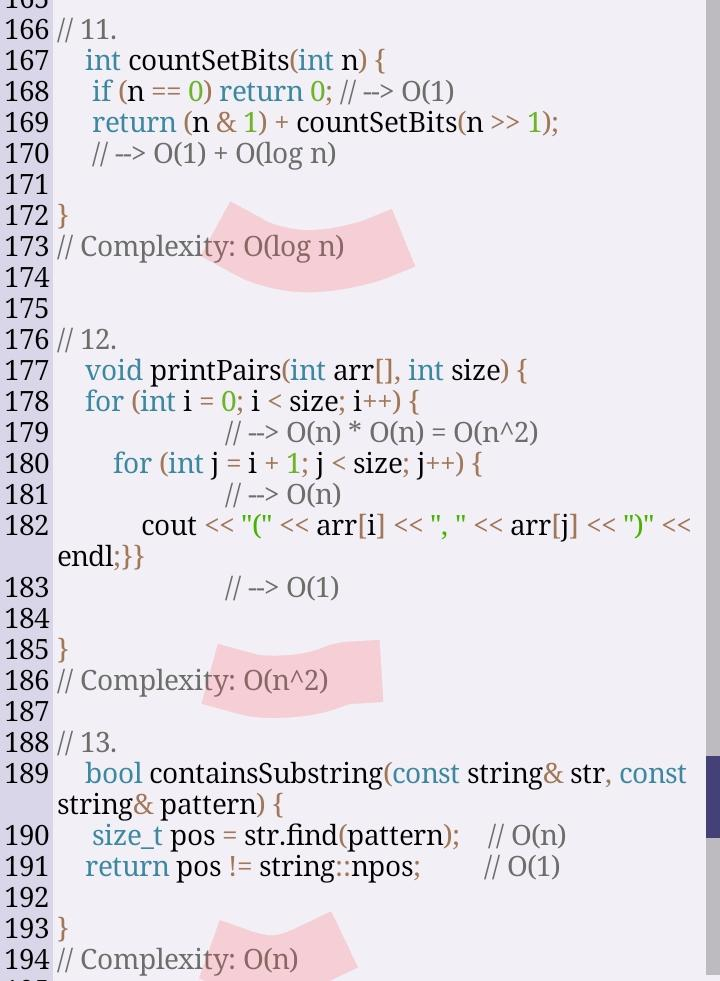 166 // 11.
167 int countSetBits(int n) {
168 if (n == 0) return 0; // --> O(1)
169 return (n & 1) + countSetBits(n >> 1);
170 // --> O(1) + O(log n)
171
172 }
173 // Complexity: O(log n)
174
175
176 // 12.
177 void printPairs(int arr[], int size) {
178 for (int i = 0; i < size; i++) {
179 // --> O(n) * O(n) = O(n^2)
180 for (int j = i + 1; j < size; j++) {
181 // --> O(n)
182 cout << "(" << arr[i] << ", " << arr[j] << ")" <<
endl;}}
183 // --> O(1)
184
185 }
186 // Complexity: O(n^2)
187
188 // 13.
189 bool containsSubstring(const string& str, const
string& pattern) {
190 size_t pos = str.find(pattern); // O(n)
191 return pos != string::npos; // O(1)
192
193 }
194 // Complexity: O(n)